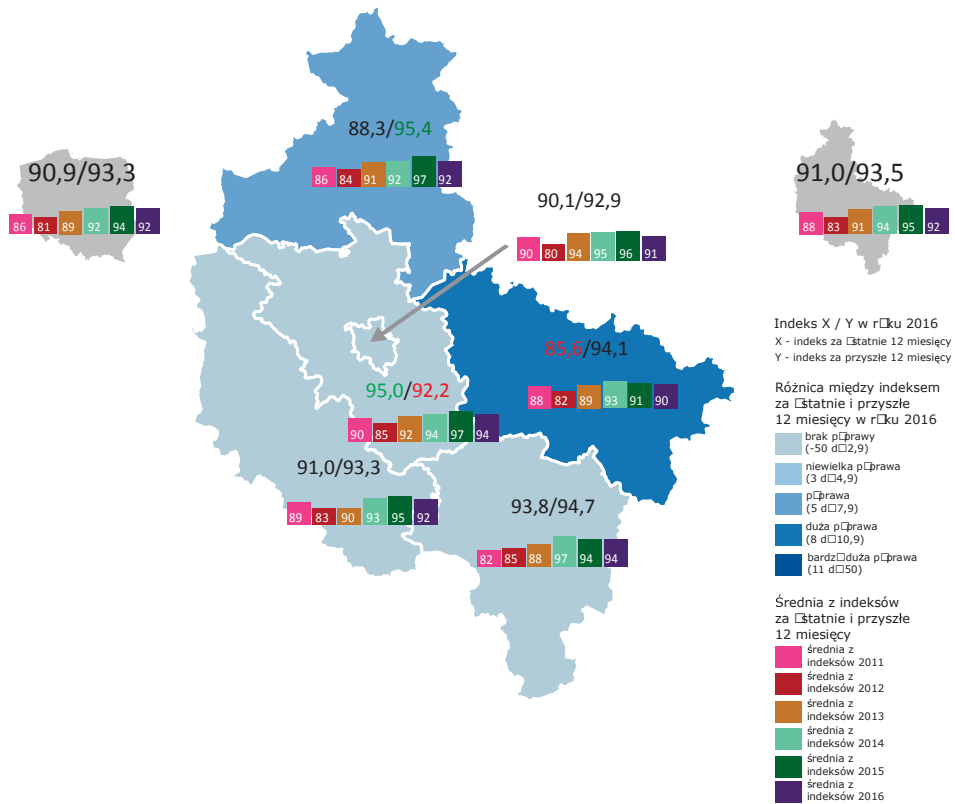 88,3/95,4
86 84 91 92 97 92
90,9/93,3
86 81 89 92 94 92
91,0/93,5
88 83 91 94 95 92
90,1/92,9
90 80 94 95 96 91
85,6/94,1
88 82 89 93 91 90
95,0/92,2
90 85 92 94 97 94
91,0/93,3
89 83 90 93 95 92
93,8/94,7
82 85 88 97 94 94
Indeks X / Y w r□ku 2016
X - indeks za □statnie 12 miesięcy
Y - indeks za przyszłe 12 miesięcy
Różnica między indeksem
za □statnie i przyszłe
12 miesięcy w r□ku 2016
brak p□prawy
(-50 d□2,9)
niewielka p□prawa
(3 d□4,9)
p□prawa
(5 d□7,9)
duża p□prawa
(8 d□10,9)
bardz□duża p□prawa
(11 d□50)
Średnia z indeksów
za □statnie i przyszłe
12 miesięcy
średnia z
indeksów 2011
średnia z
indeksów 2012
średnia z
indeksów 2013
średnia z
indeksów 2014
średnia z
indeksów 2015
średnia z
indeksów 2016